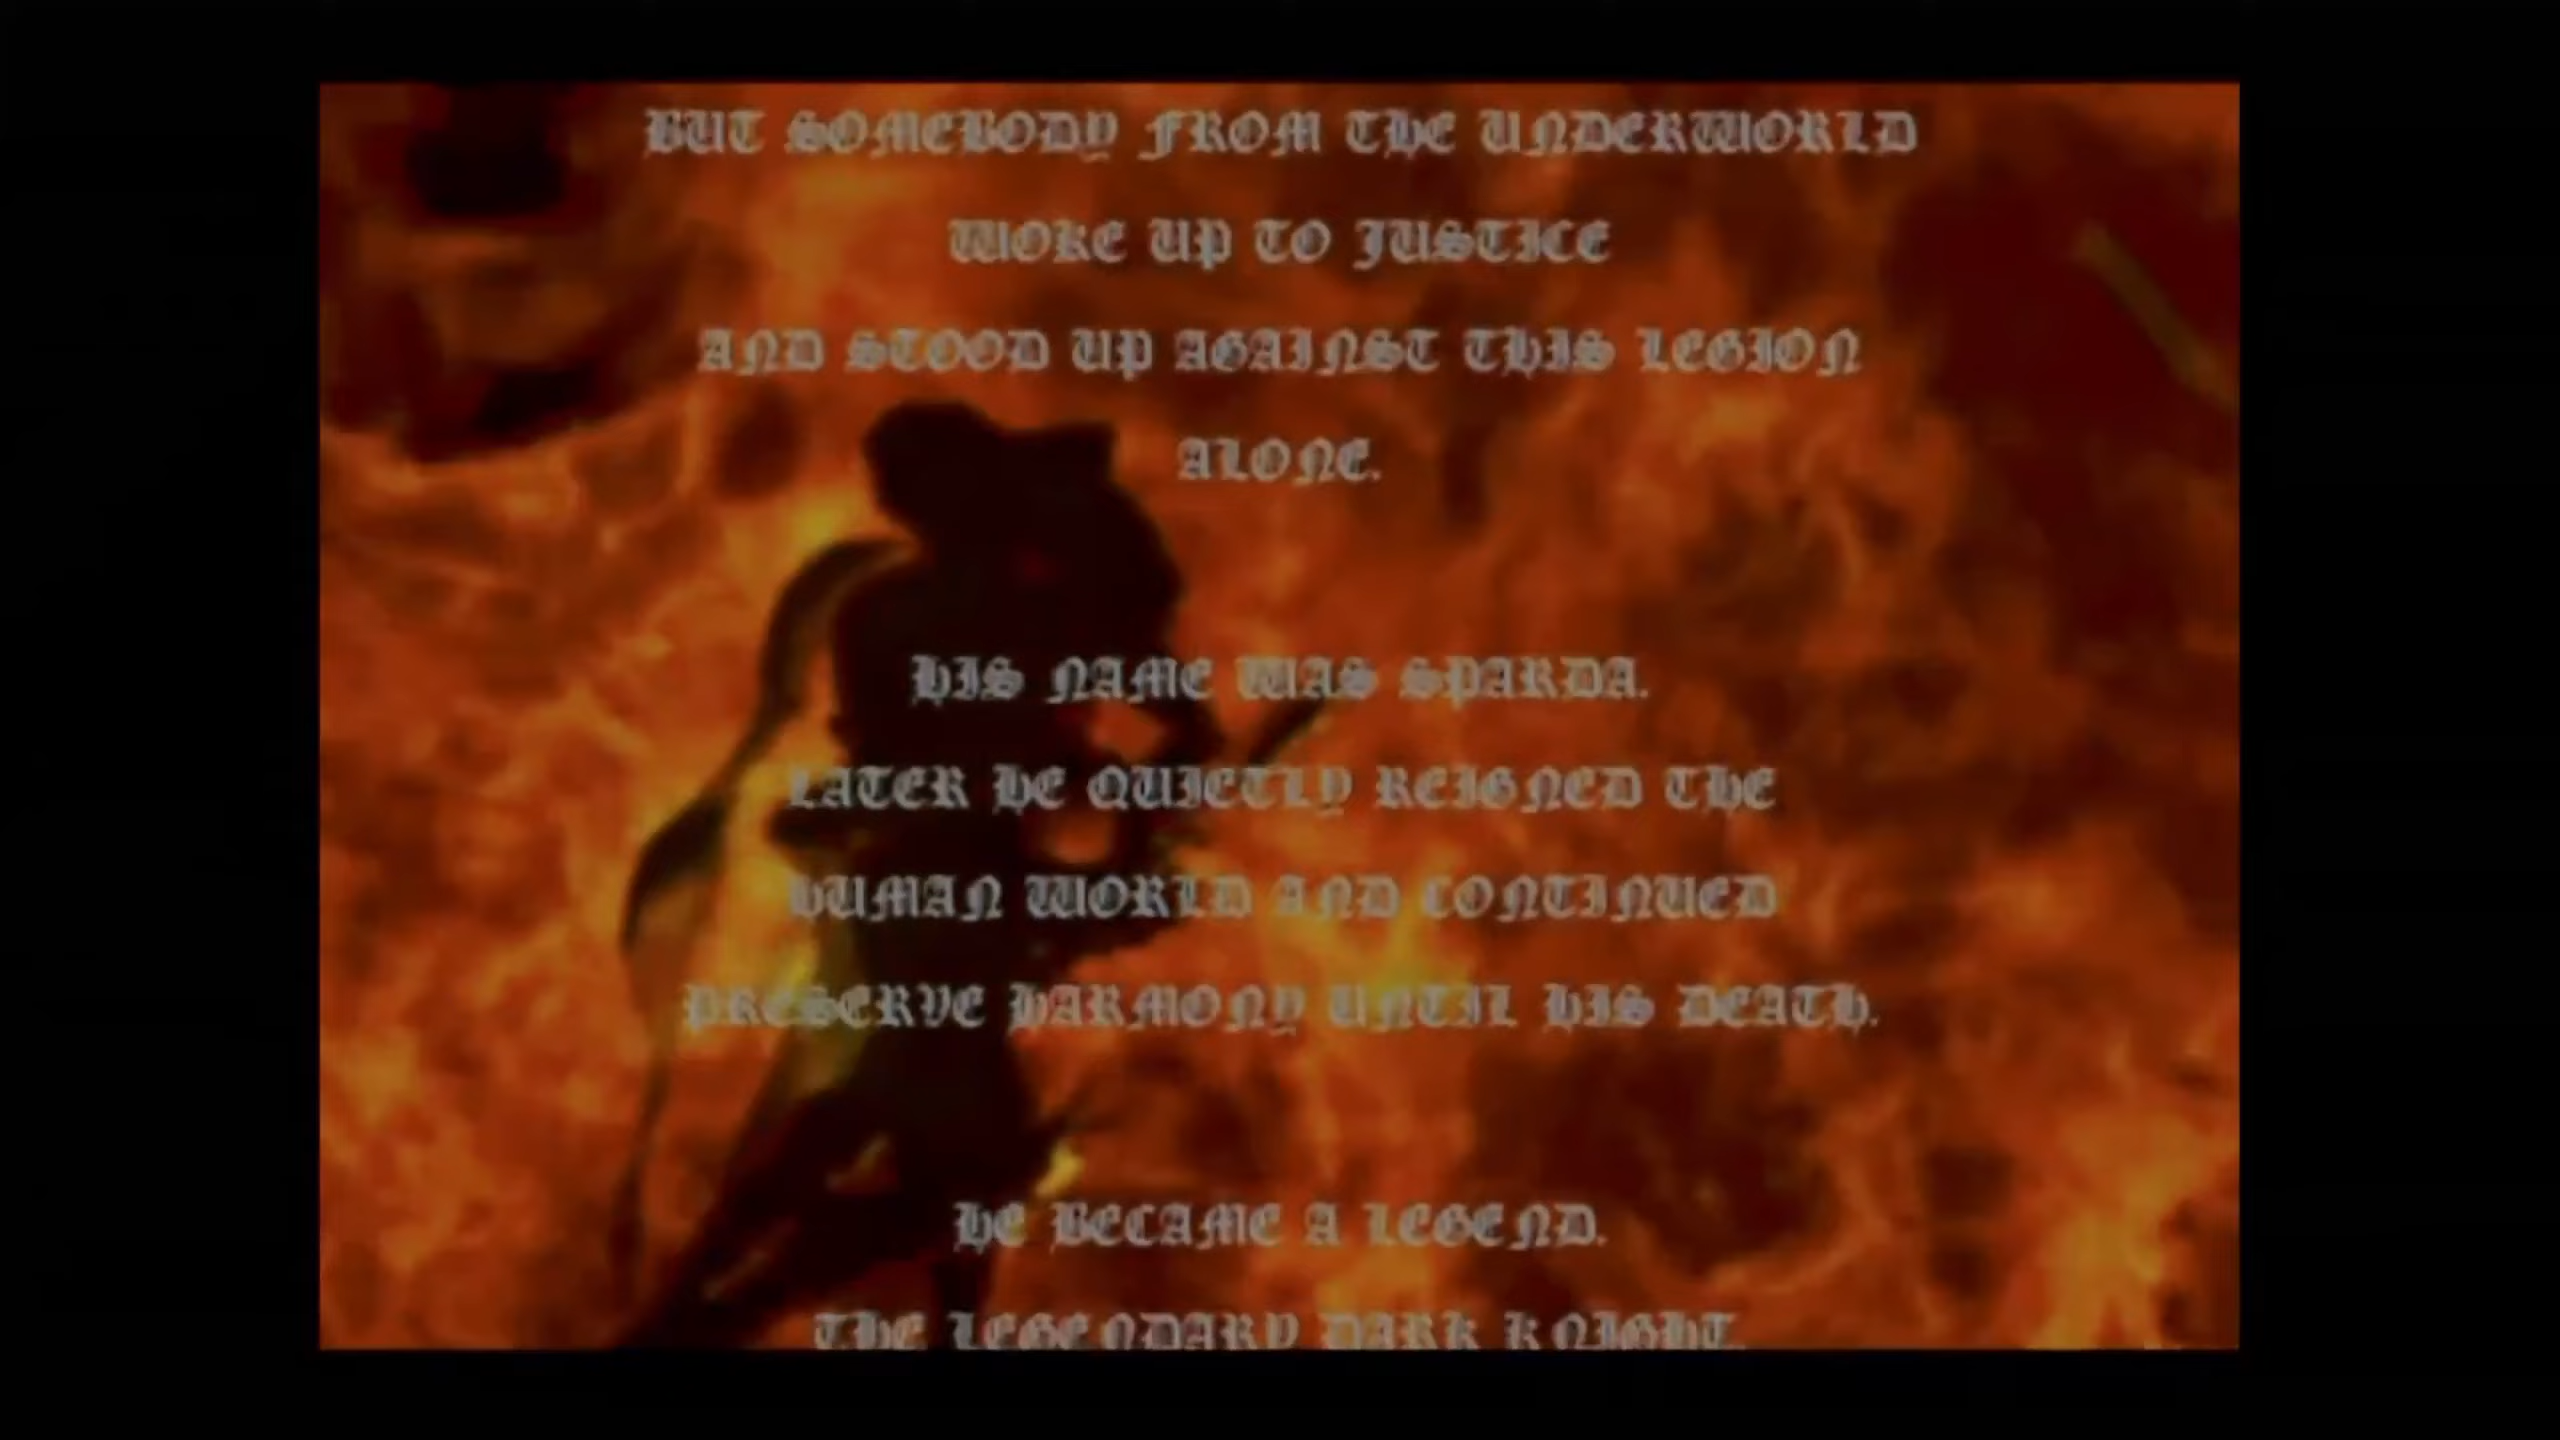 BUT SOMEBODY FROM THE UNDERWORLD
WOKE UP TO JUSTICE
AND STOOD UP AGAINST THIS LEGION
ALONE.
HIS NAME WAS SPARDA.
LATER HE QUIETLY REIGNED THE
HUMAN WORLD AND CONTINUED
PRESERVE HARMONY UNTIL HIS DEATH.
HE BECAME A LEGEND.
THE LEGENDARY DARK KNIGHT.